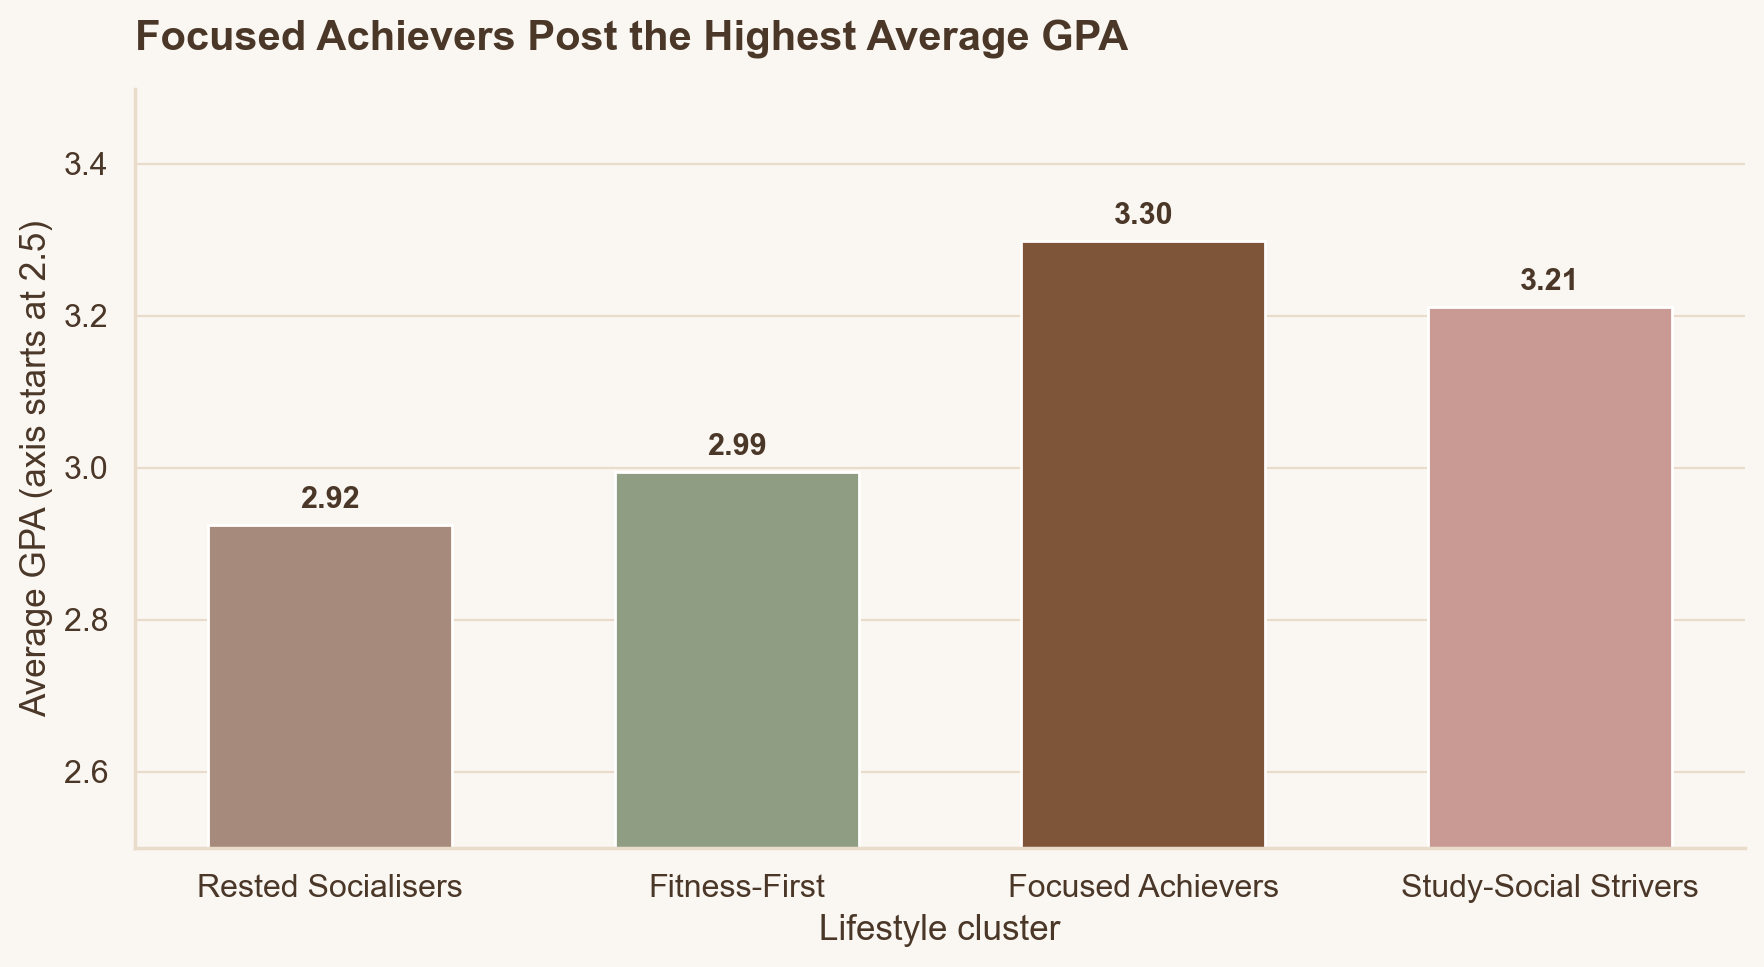 Focused Achievers Post the Highest Average GPA
Average GPA (axis starts at 2.5)
3.4
3.2
3.0
2.8
2.6
2.92
2.99
3.30
3.21
Rested Socialisers
Fitness-First
Focused Achievers
Study-Social Strivers
Lifestyle cluster